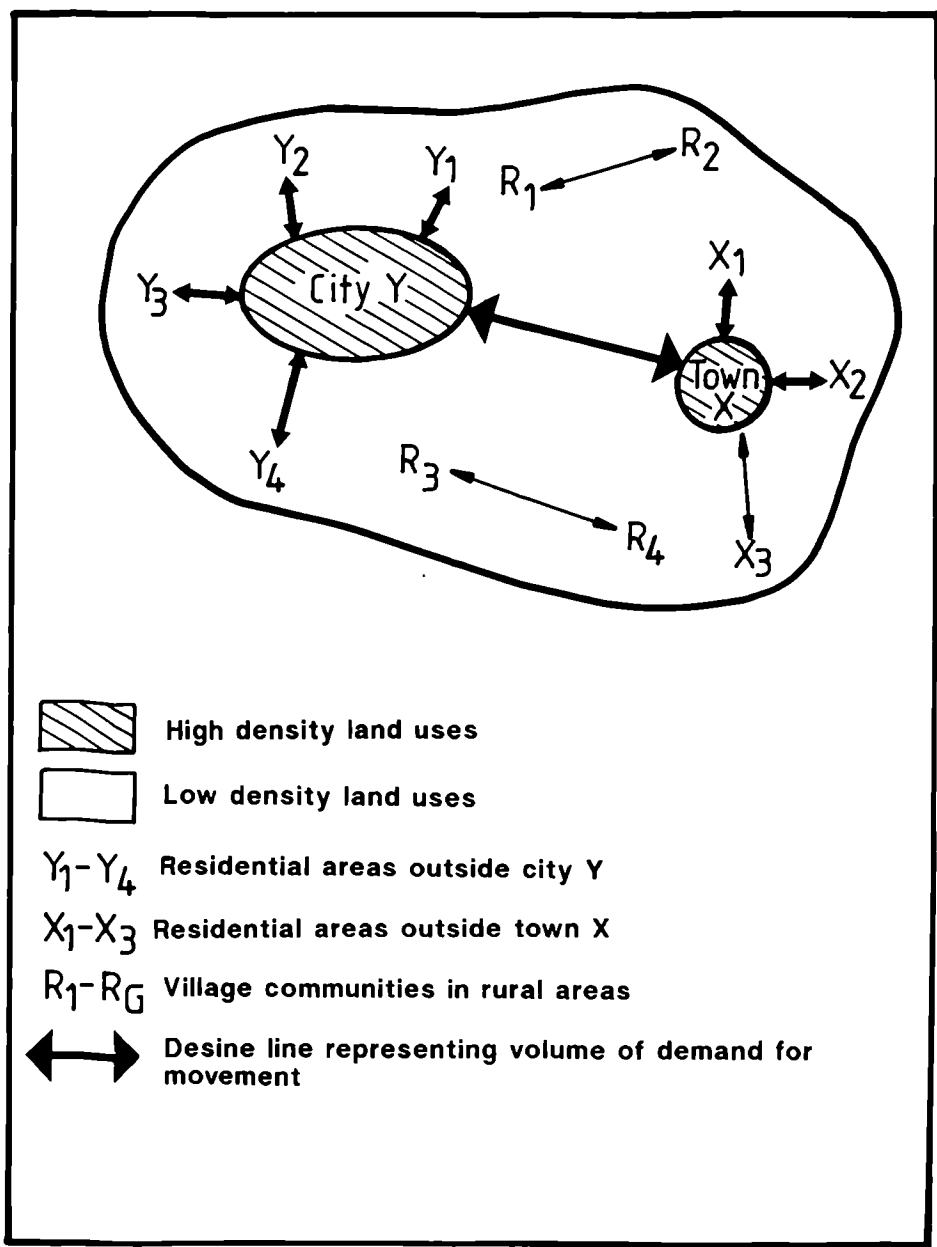 Y2
Y1
R1
R2
X1
Y3
City Y
Town
X
X2
Y4
R3
R4
X3
High density land uses
Low density land uses
Y1-Y4 Residential areas outside city Y
X1-X3 Residential areas outside town X
R1-RG Village communities in rural areas
Desine line representing volume of demand for
movement